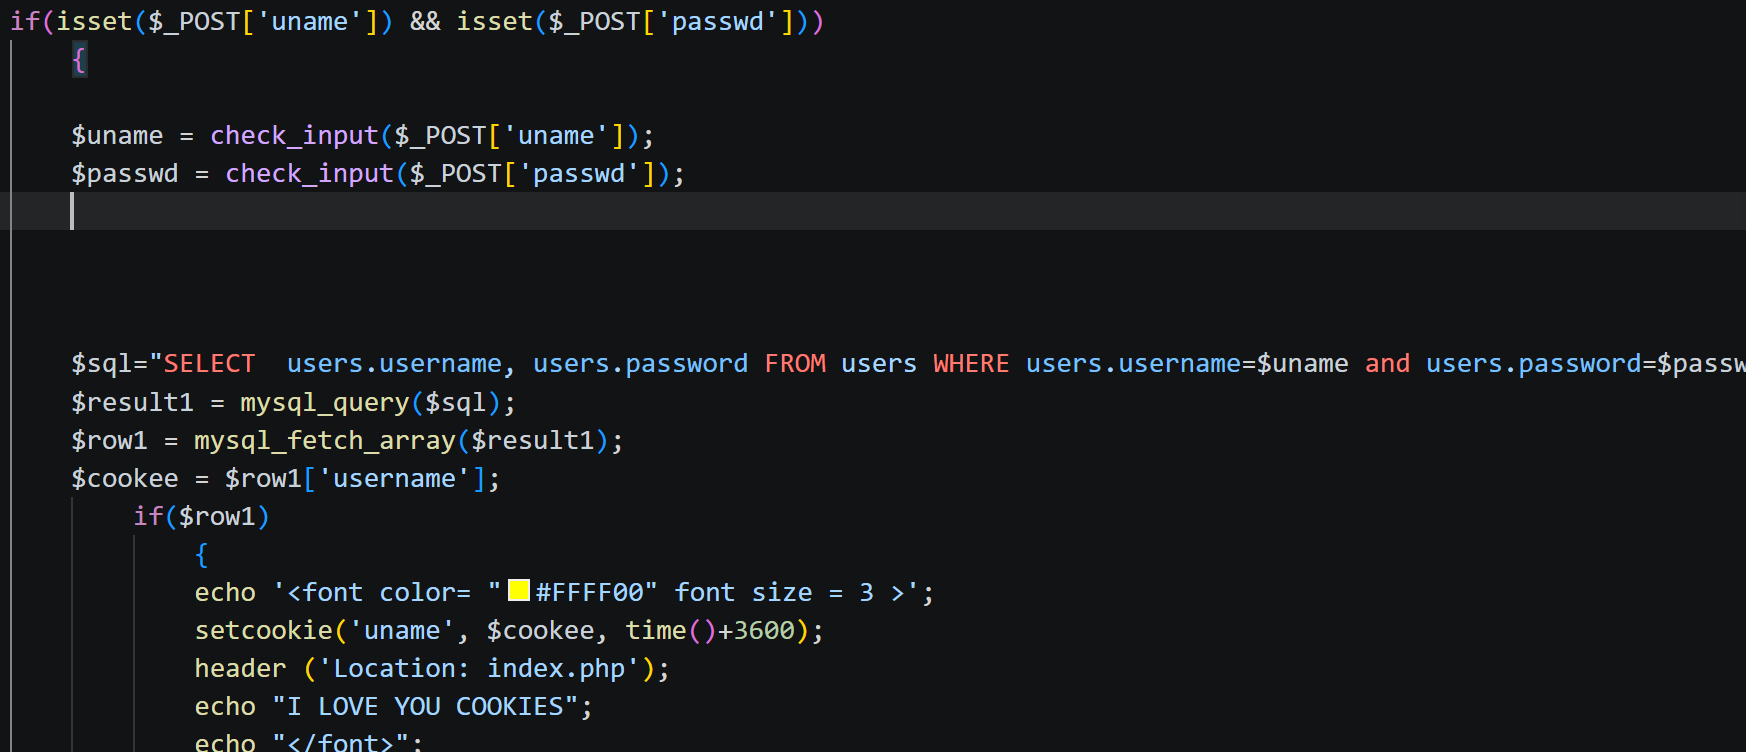 if(isset($_POST['uname']) && isset($_POST['passwd']))
{
$uname = check_input($_POST['uname']);
$passwd = check_input($_POST['passwd']);
$sql="SELECT  users.username, users.password FROM users WHERE users.username=$uname and users.password=$passw
$result1 = mysql_query($sql);
$row1 = mysql_fetch_array($result1);
$cookee = $row1['username'];
if($row1)
{
echo '<font color= "#FFFF00" font size = 3 >';
setcookie('uname', $cookee, time()+3600);
header ('Location: index.php');
echo "I LOVE YOU COOKIES";
echo "</font>";